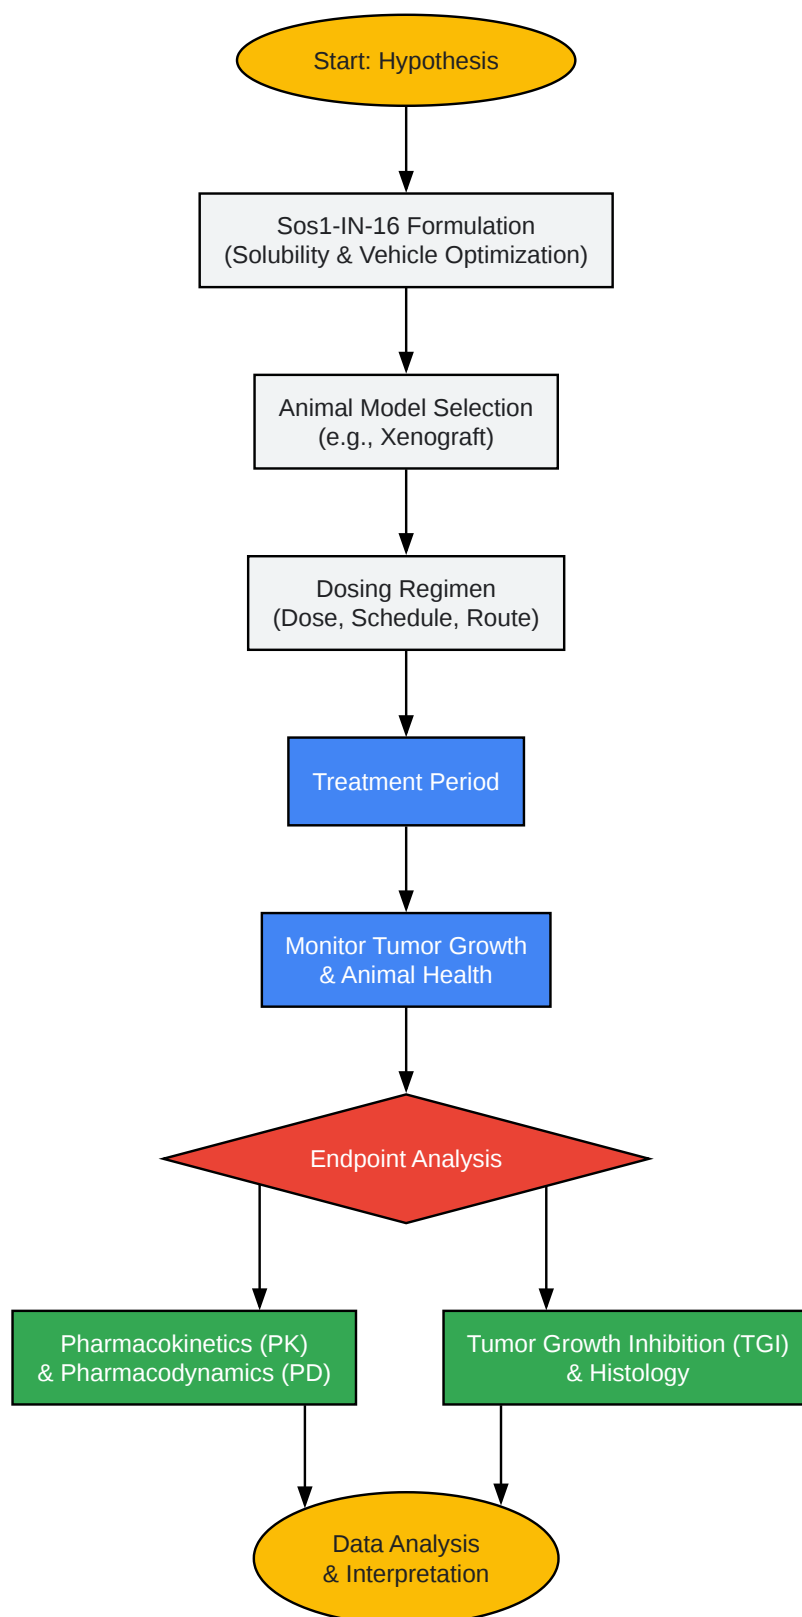 Start: Hypothesis
Sos1-IN-16 Formulation
(Solubility & Vehicle Optimization)
Animal Model Selection
(e.g., Xenograft)
Dosing Regimen
(Dose, Schedule, Route)
Treatment Period
Monitor Tumor Growth
& Animal Health
Endpoint Analysis
Pharmacokinetics (PK)
& Pharmacodynamics (PD)
Tumor Growth Inhibition (TGI)
& Histology
Data Analysis
& Interpretation